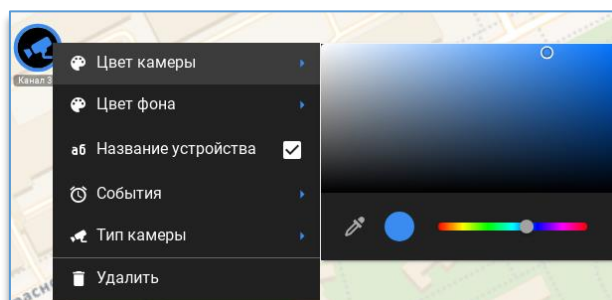 Канал 3
Цвет камеры
Цвет фона
аб Название устройства
События
Тип камеры
Удалить